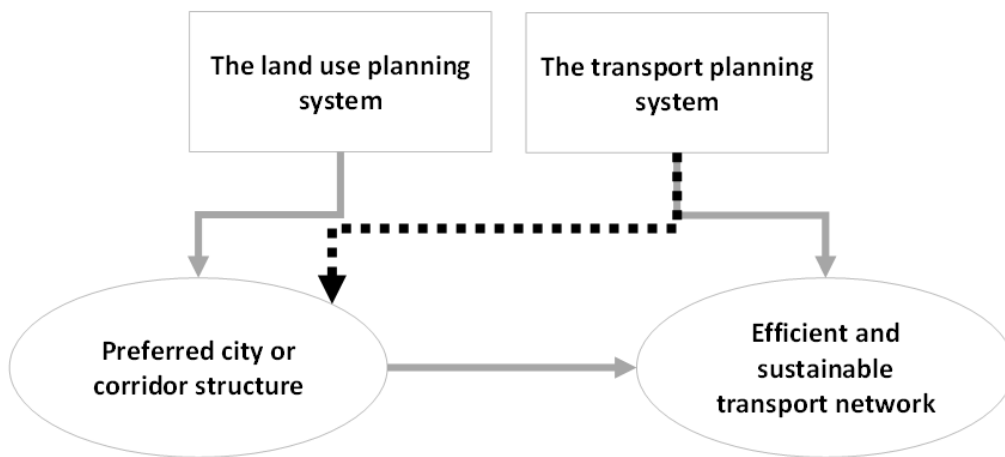 The land use planning
system
The transport planning
system
Preferred city or
corridor structure
Efficient and
sustainable
transport network